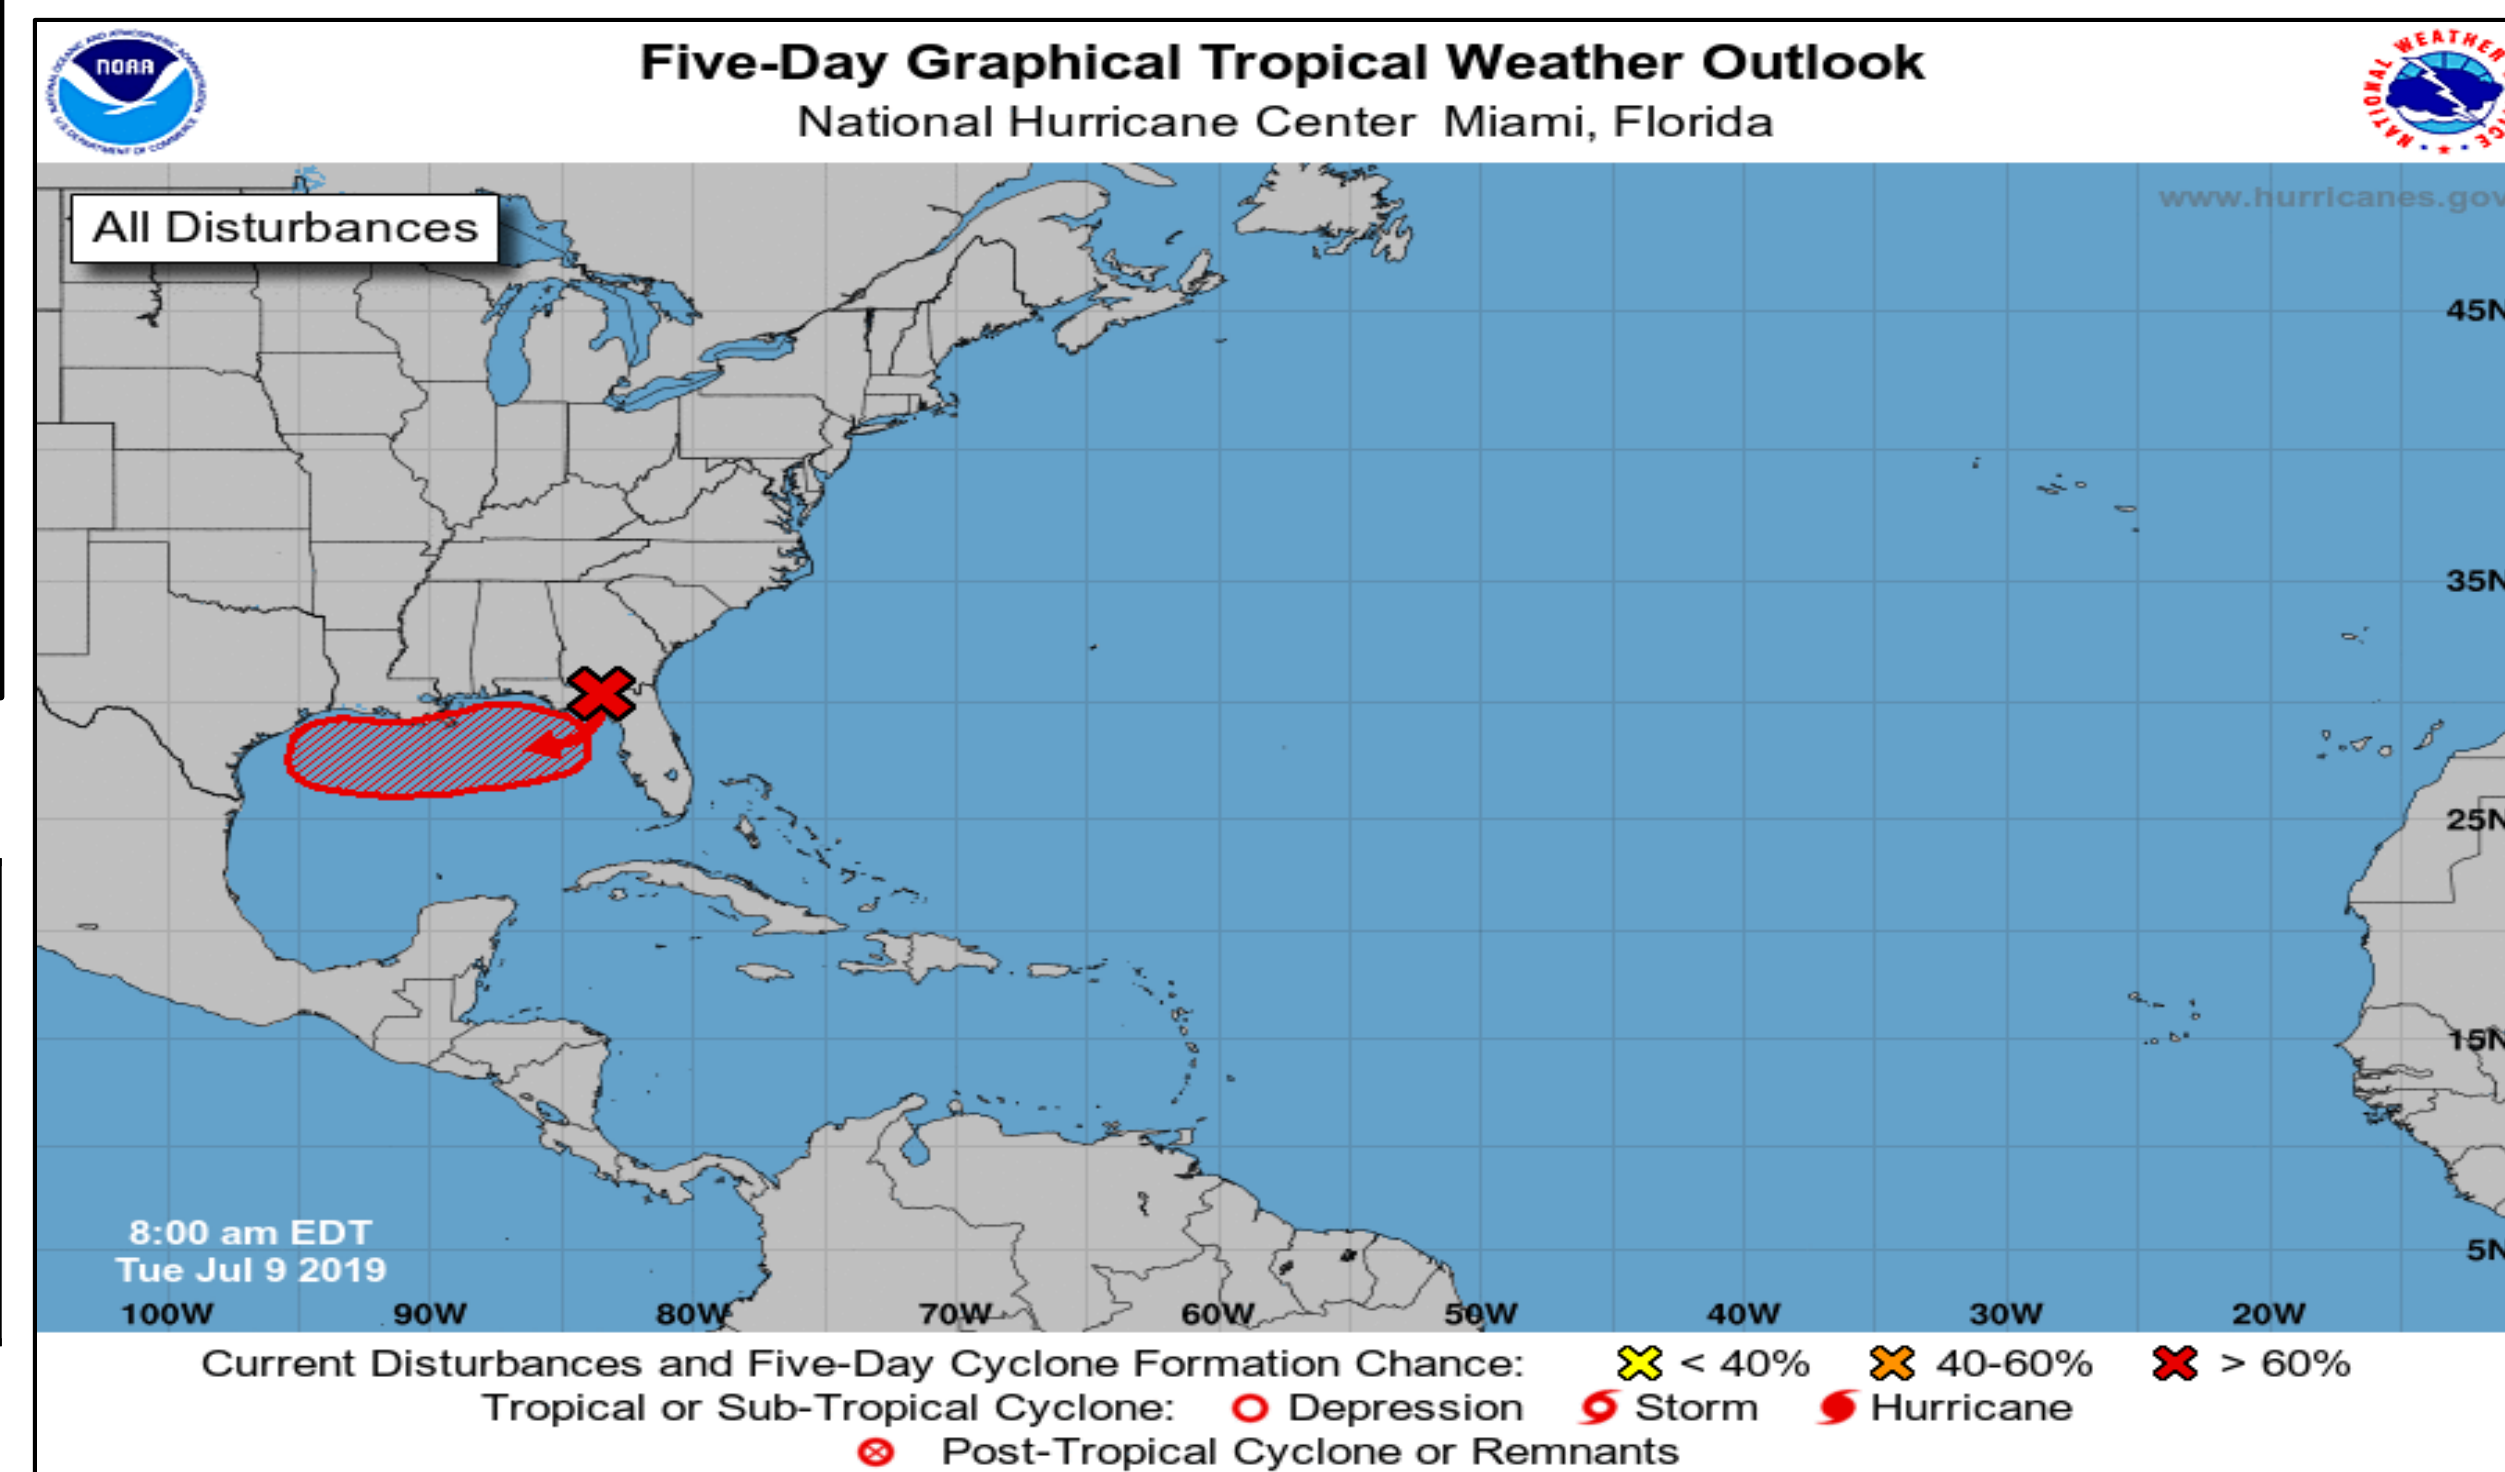 Five-Day Graphical Tropical Weather Outlook
National Hurricane Center Miami, Florida
NOAA
NATIONAL WEATHER
All Disturbances
www.hurricanes.gov
45N
35N
25N
15N
5N
8:00 am EDT
Tue Jul 9 2019
100W 90W 80W 70W 60W 50W 40W 30W 20W
Current Disturbances and Five-Day Cyclone Formation Chance: < 40% 40-60% > 60%
Tropical or Sub-Tropical Cyclone: Depression Storm Hurricane
Post-Tropical Cyclone or Remnants